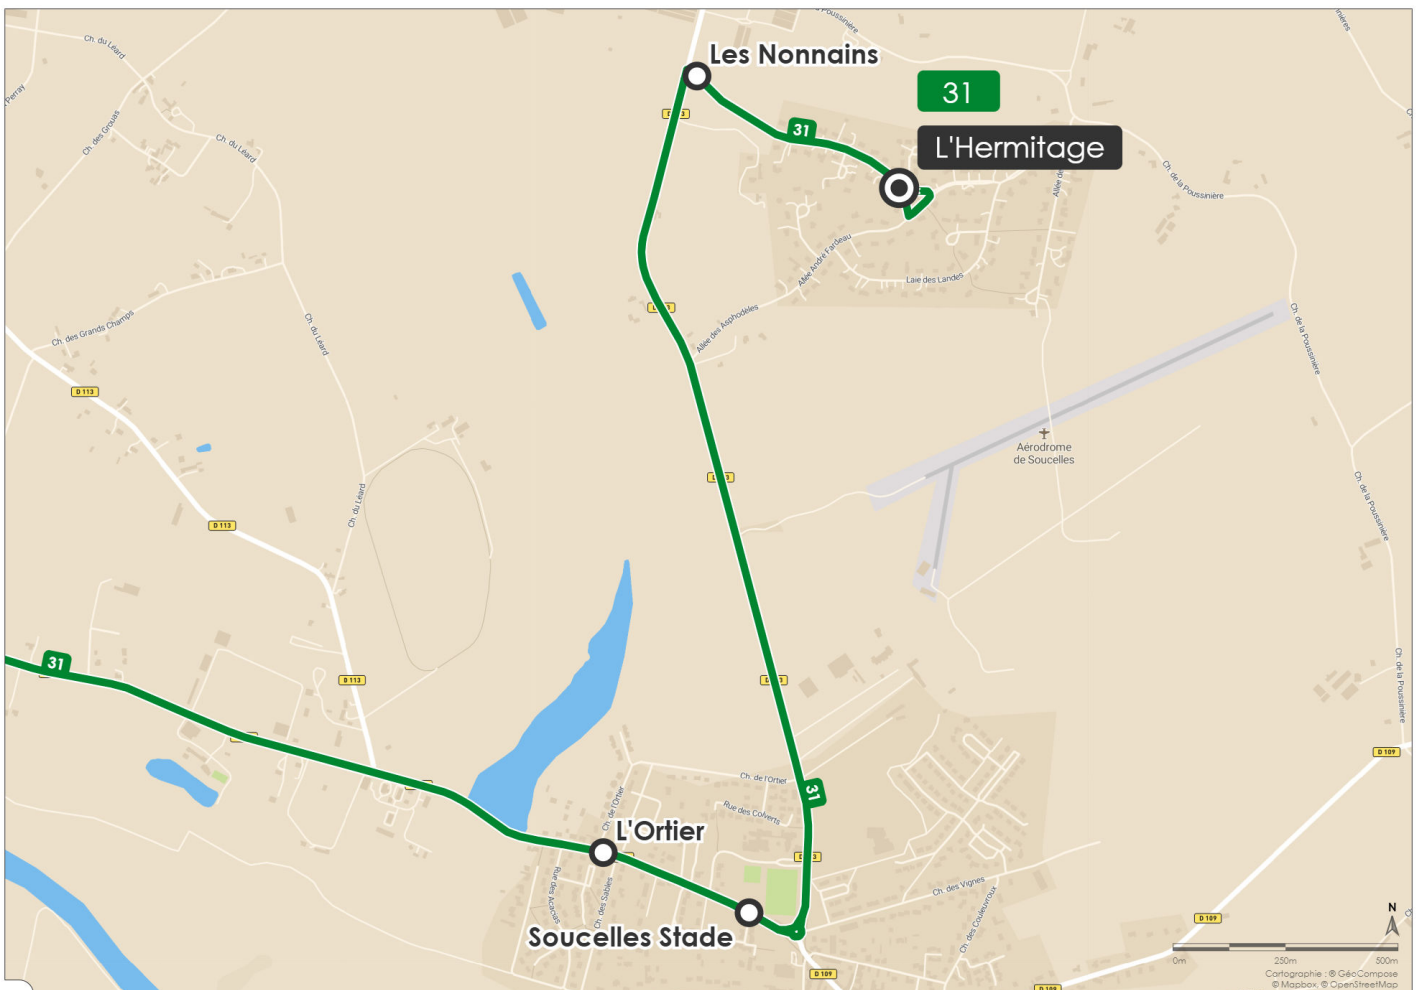 Poussinière
Ch. du Léard
Les Nonnains
31
Perray
Ch. des Grouas
Ch. du Léard
31
L'Hermitage
Ch. de la Poussinière
Allée André Fardeau
Laie des Landes
Ch. des Grands Champs
Ch. du Léard
Allée des Asphodèles
Ch. de la Poussinière
D 113
Aérodrome
de Soucelles
Ch. du Léard
D 113
Ch. de la Poussinière
31
D 113
Ch. de la Poussinière
D 109
Ch. de l'Ortier
31
Ch. de l'Ortier
Rue des Colverts
L'Ortier
Rue des Acacias
Ch. des Sables
Ch. des Vignes
Ch. des Couleuvroux
Soucelles Stade
N
D 109
0m 250m 500m
D 109
D 109
Cartographie : © GéoCompose
© Mapbox, © OpenStreetMap